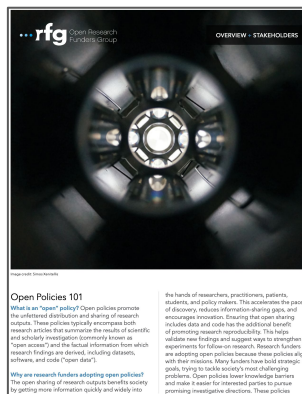 rfg Open Research
Funders Group
OVERVIEW + STAKEHOLDERS
Open Policies 101
What is an "open" policy? Open policies promote
the unfettered distribution and sharing of research
outputs. These policies typically encompass both
research articles that summarize the results of scientific
and scholarly investigation (commonly known as
"open access") and the factual information from which
research findings are derived, including datasets,
software, and code ("open data").
Why are research funders adopting open policies?
The open sharing of research outputs benefits society
by getting more information quickly and widely into
the hands of researchers, practitioners, patients,
students, and policy makers. This accelerates the pace
of discovery, reduces information-sharing gaps, and
encourages innovation. Ensuring that open sharing
includes data and code has the additional benefit
of promoting research reproducibility. This helps
validate new findings and suggest ways to strengthen
experiments for follow-on research. Research funders
are adopting open policies because these policies align
with their missions. Many funders have bold strategic
goals, trying to tackle society's most challenging
problems. Open policies lower knowledge barriers
and make it easier for interested parties to pursue
promising investigative directions. These policies